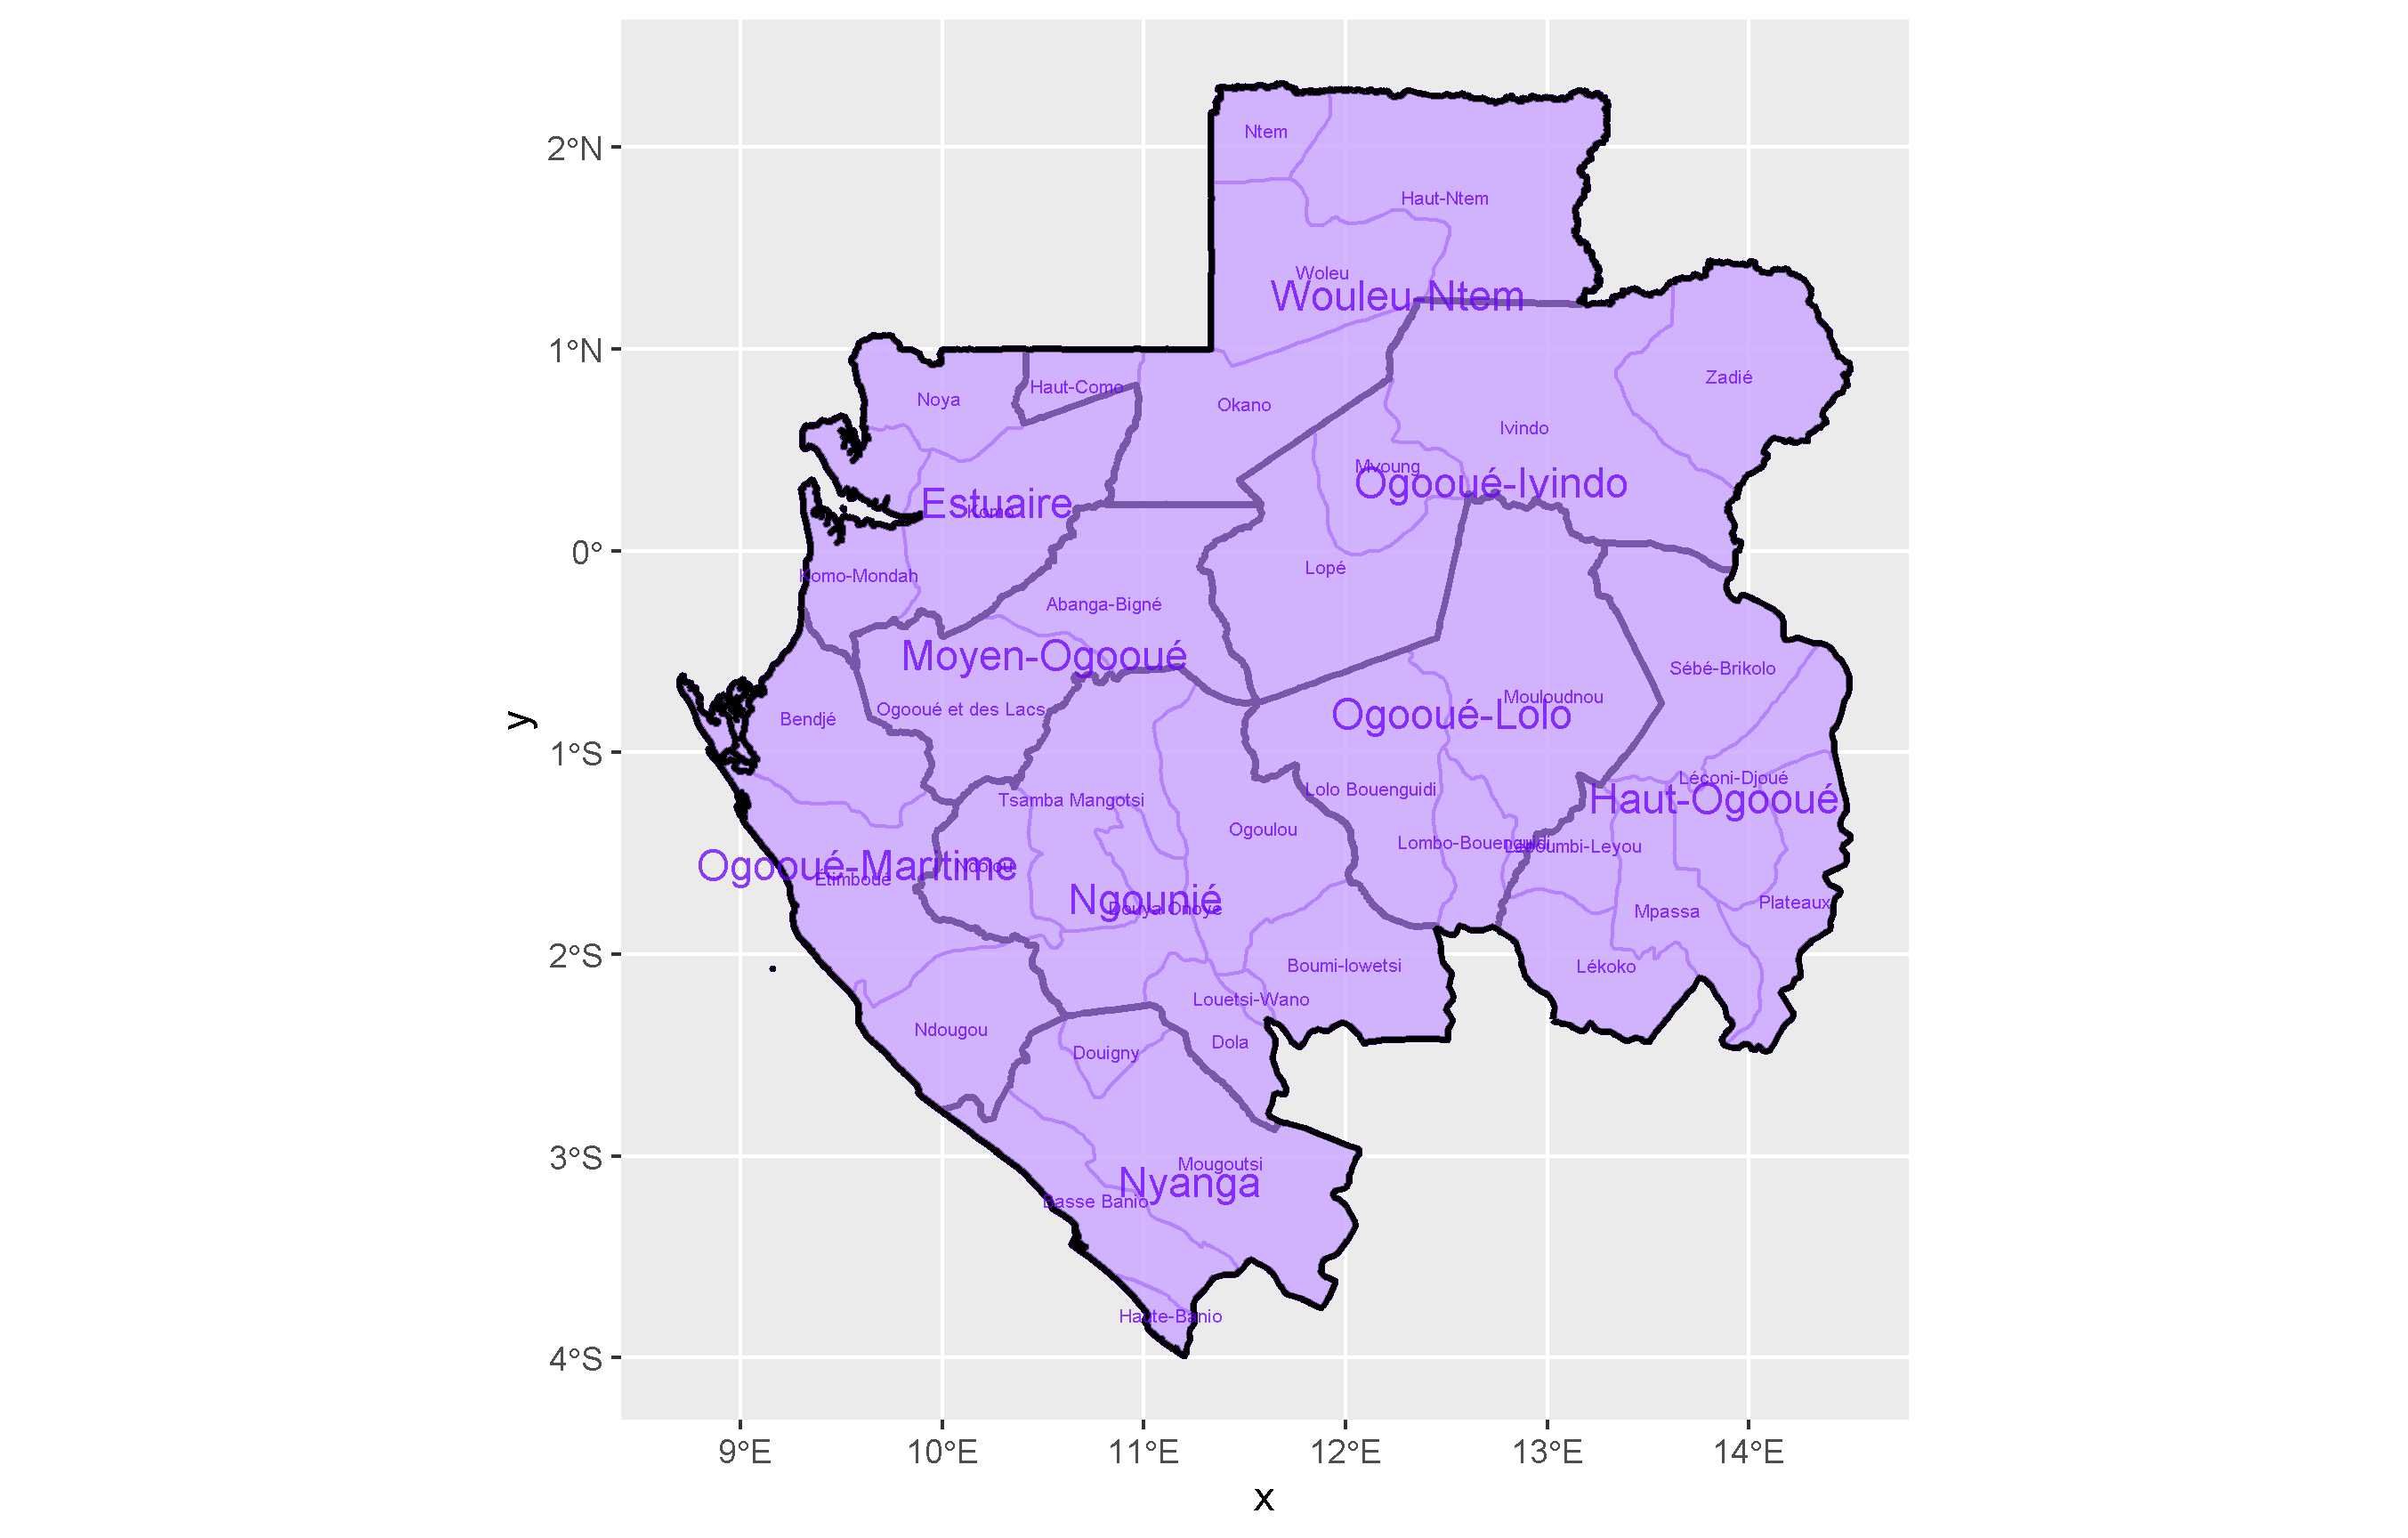 2°N
1°N
0°
1°S
2°S
3°S
4°S
y
Ntem
Haut-Ntem
Woleu
Wouleu-Ntem
Zadié
Haut-Como
Noya
Okano
Ivindo
Mvoung
Ogooué-Ivindo
Estuaire
Komo
Lopé
Komo-Mondah
Abanga-Bigné
Moyen-Ogooué
Sébé-Brikolo
Mouloudnou
Ogooué et des Lacs
Ogooué-Lolo
Bendjé
Léconi-Djoué
Lolo Bouenguidi
Haut-Ogooué
Tsamba Mangotsi
Ogoulou
Lombo-Bouenguidi
Leboumbi-Leyou
Ogooué-Maritime
Ndolou
Étimboué
Ngounié
Douya Onoye
Plateaux
Mpassa
Boumi-lowetsi
Lékoko
Louetsi-Wano
Ndougou
Dola
Douigny
Mougoutsi
Nyanga
Basse Banio
Haute-Banio
9°E
10°E
11°E
12°E
13°E
14°E
x